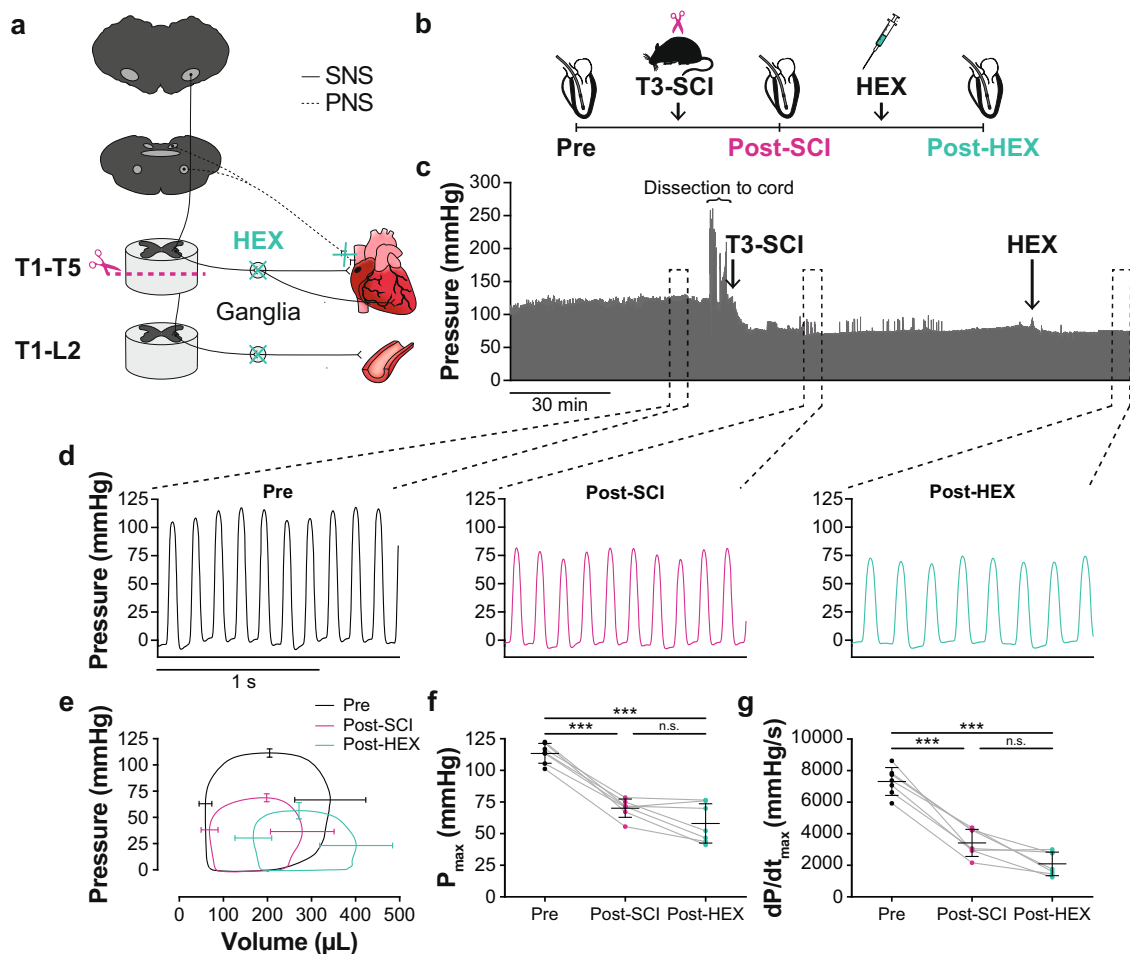 a
SNS
PNS
HEX
T1-T5
Ganglia
T1-L2
b
T3-SCI
HEX
Pre
Post-SCI
Post-HEX
c
Pressure (mmHg)
300
250
200
150
100
50
0
Dissection to cord
T3-SCI
HEX
30 min
d
Pressure (mmHg)
Pre
125
100
75
50
25
0
1 s
Post-SCI
125
100
75
50
25
0
Post-HEX
125
100
75
50
25
0
e
Pressure (mmHg)
Pre
Post-SCI
Post-HEX
125
100
75
50
25
0
0 100 200 300 400 500
Volume (µL)
f
Pmax (mmHg)
***
*** n.s.
125
100
75
50
25
0
Pre Post-SCI Post-HEX
g
dP/dtmax (mmHg/s)
***
*** n.s.
10000
8000
6000
4000
2000
0
Pre Post-SCI Post-HEX